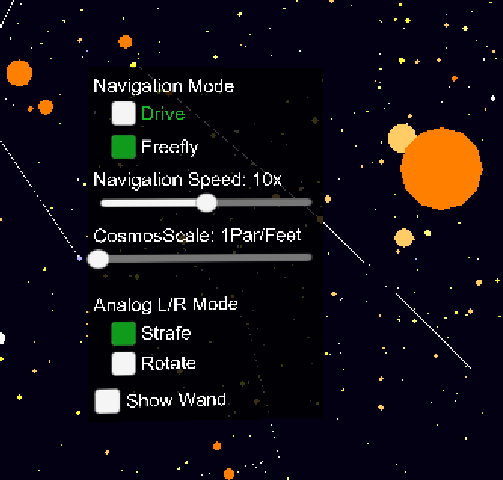 Navigation Mode
Drive
Freefly
Navigation Speed: 10x
CosmosScale: 1Par/Feet
Analog L/R Mode
Strafe
Rotate
Show Wand